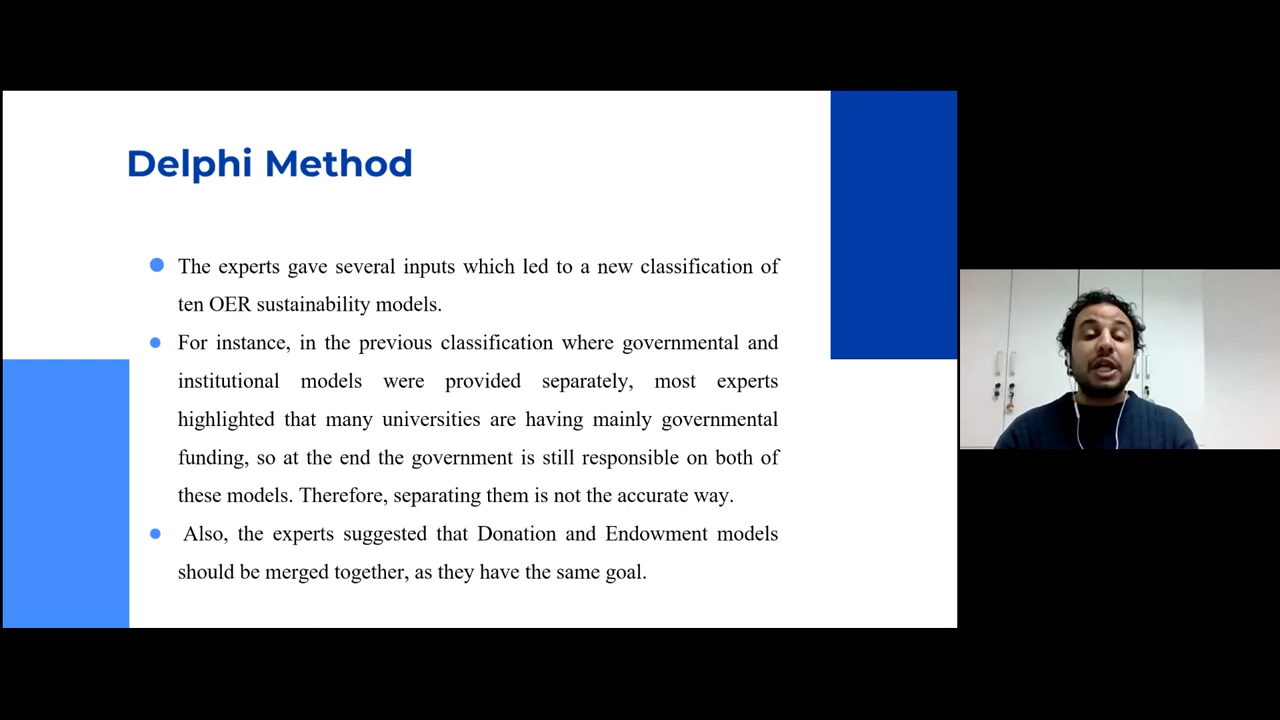 Delphi Method
The experts gave several inputs which led to a new classification of
ten OER sustainability models.
For instance, in the previous classification where governmental and
institutional models were provided separately, most experts
highlighted that many universities are having mainly governmental
funding, so at the end the government is still responsible on both of
these models. Therefore, separating them is not the accurate way.
Also, the experts suggested that Donation and Endowment models
should be merged together, as they have the same goal.